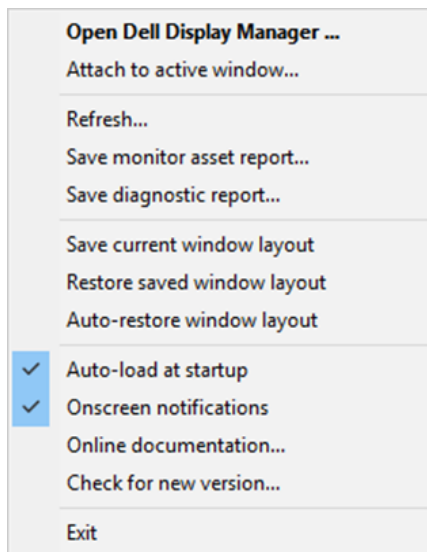 Open Dell Display Manager ...
Attach to active window...
Refresh...
Save monitor asset report...
Save diagnostic report...
Save current window layout
Restore saved window layout
Auto-restore window layout
Auto-load at startup
Onscreen notifications
Online documentation...
Check for new version...
Exit